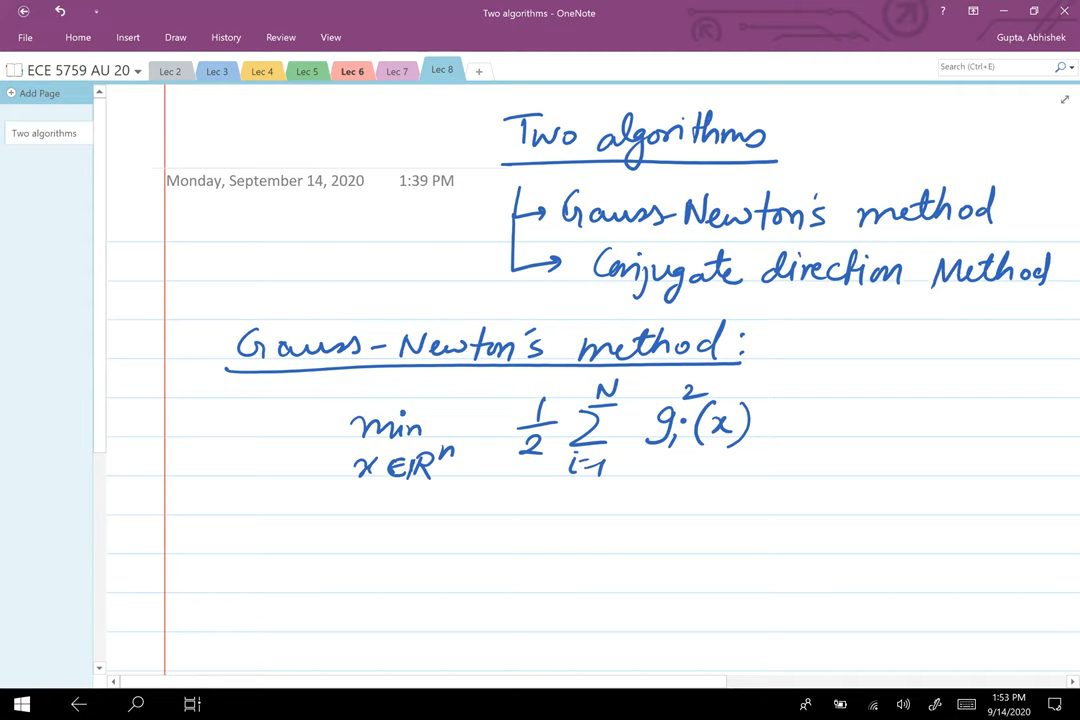 Two algorithms - OneNote
Gupta, Abhishek
File Home Insert Draw History Review View
ECE 5759 AU 20 Lec 2 Lec 3 Lec 4 Lec 5 Lec 6 Lec 7 Lec 8 +
Search (Ctrl+E)
Add Page
Two algorithms
Two algorithms
Monday, September 14, 2020 1:39 PM
→ Gauss-Newton's method
→ Conjugate direction Method
Gauss-Newton's method:
min_{x∈ℝ^n} 1/2 ∑_{i=1}^{N} g_i^2(x)
1:53 PM
9/14/2020